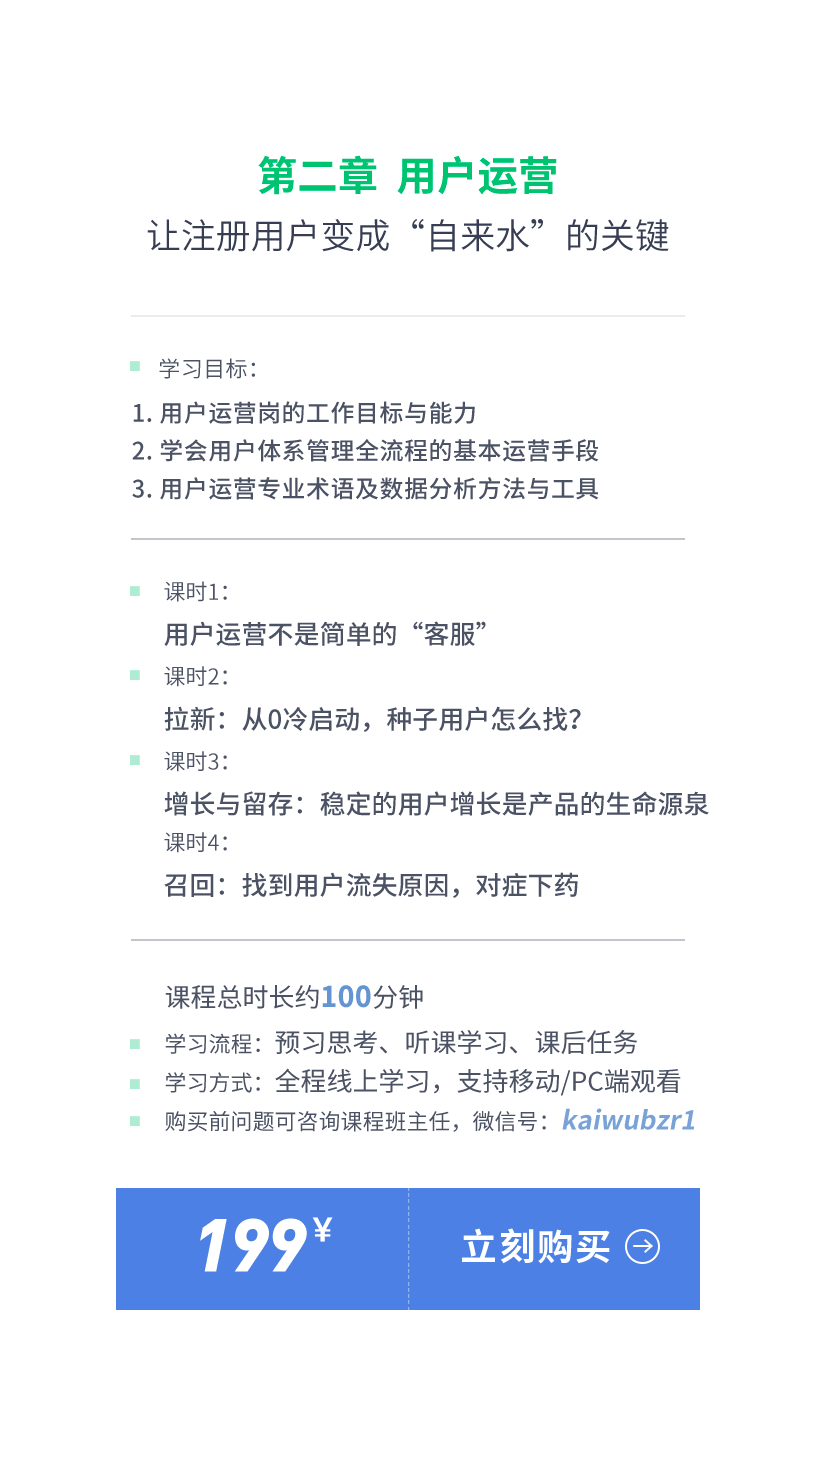 第二章 用户运营
让注册用户变成“自来水”的关键
学习目标：
1. 用户运营岗的工作目标与能力
2. 学会用户体系管理全流程的基本运营手段
3. 用户运营专业术语及数据分析方法与工具
课时1：
用户运营不是简单的“客服”
课时2：
拉新：从0冷启动，种子用户怎么找？
课时3：
增长与留存：稳定的用户增长是产品的生命源泉
课时4：
召回：找到用户流失原因，对症下药
课程总时长约100分钟
学习流程：预习思考、听课学习、课后任务
学习方式：全程线上学习，支持移动/PC端观看
购买前问题可咨询课程班主任，微信号：kaiwubzr1
199¥ 立刻购买